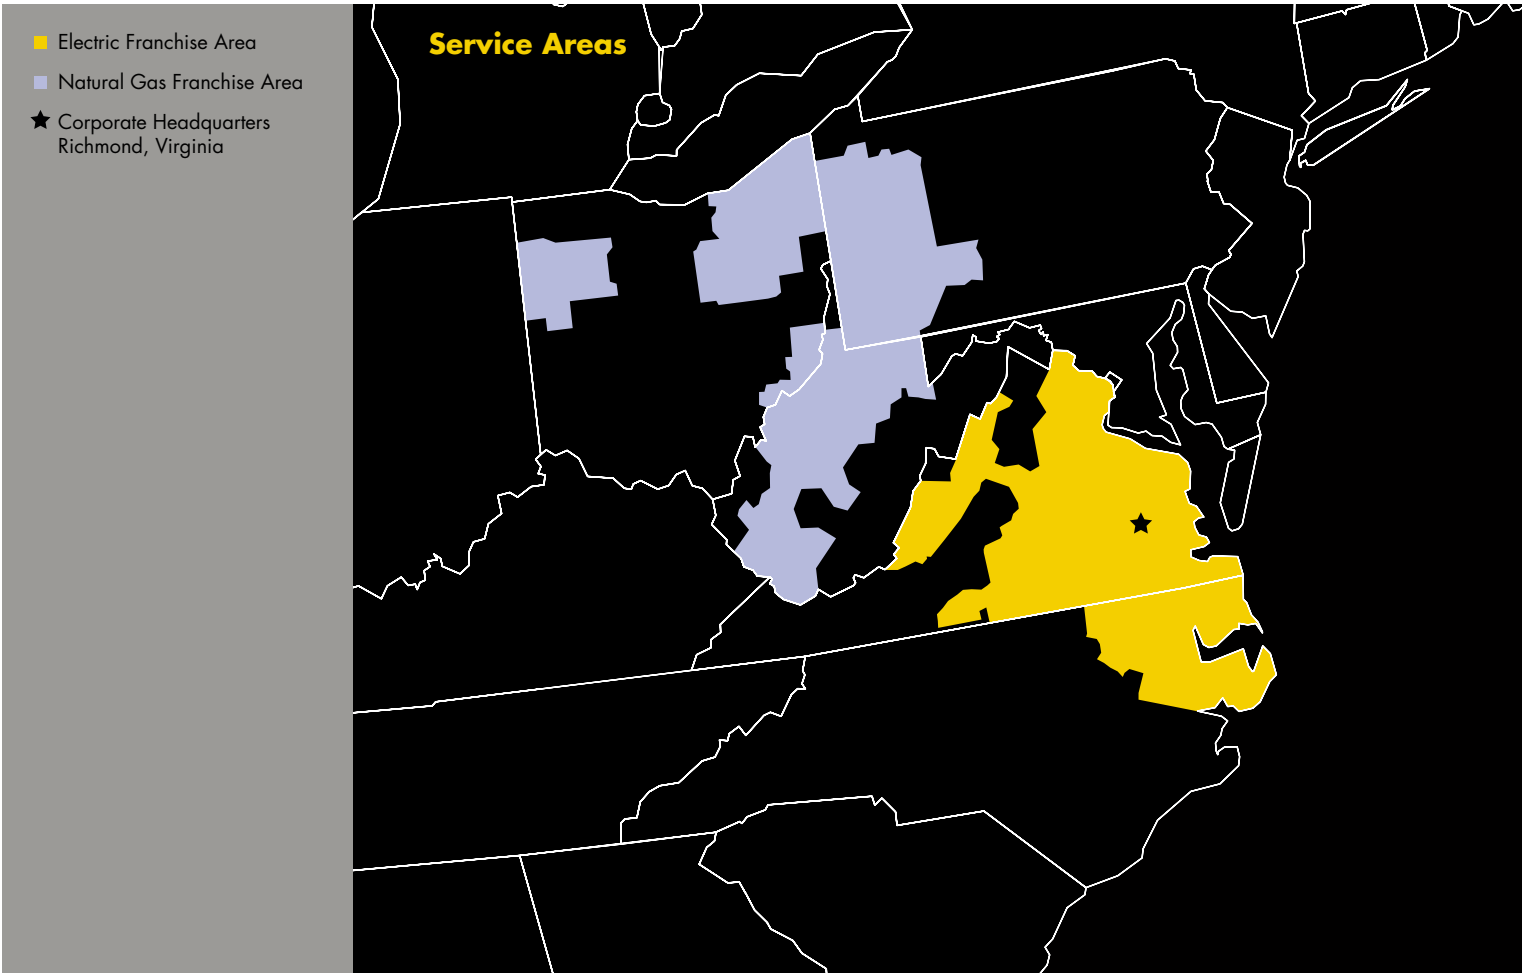 Electric Franchise Area
Natural Gas Franchise Area
Corporate Headquarters
Richmond, Virginia
Service Areas